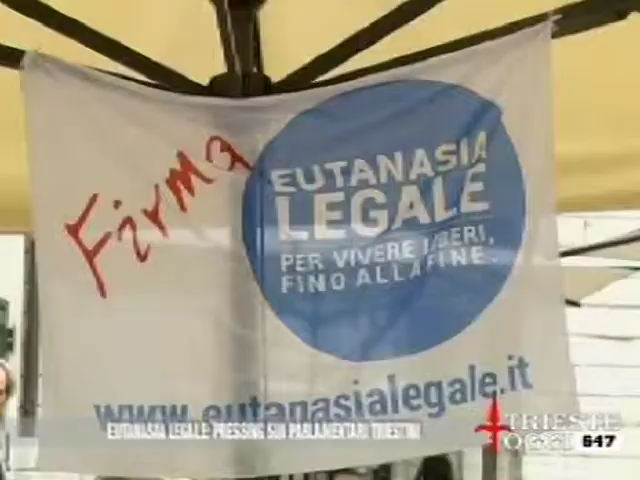 Firma
EUTANASIA
LEGALE
PER VIVERE LIBERI,
FINO ALLA FINE.
www.eutanasialegale.it
EUTANASIA LEGALE: PRESSING SUI PARLAMENTARI TRIESTINI
TRIESTE
OGGI 647